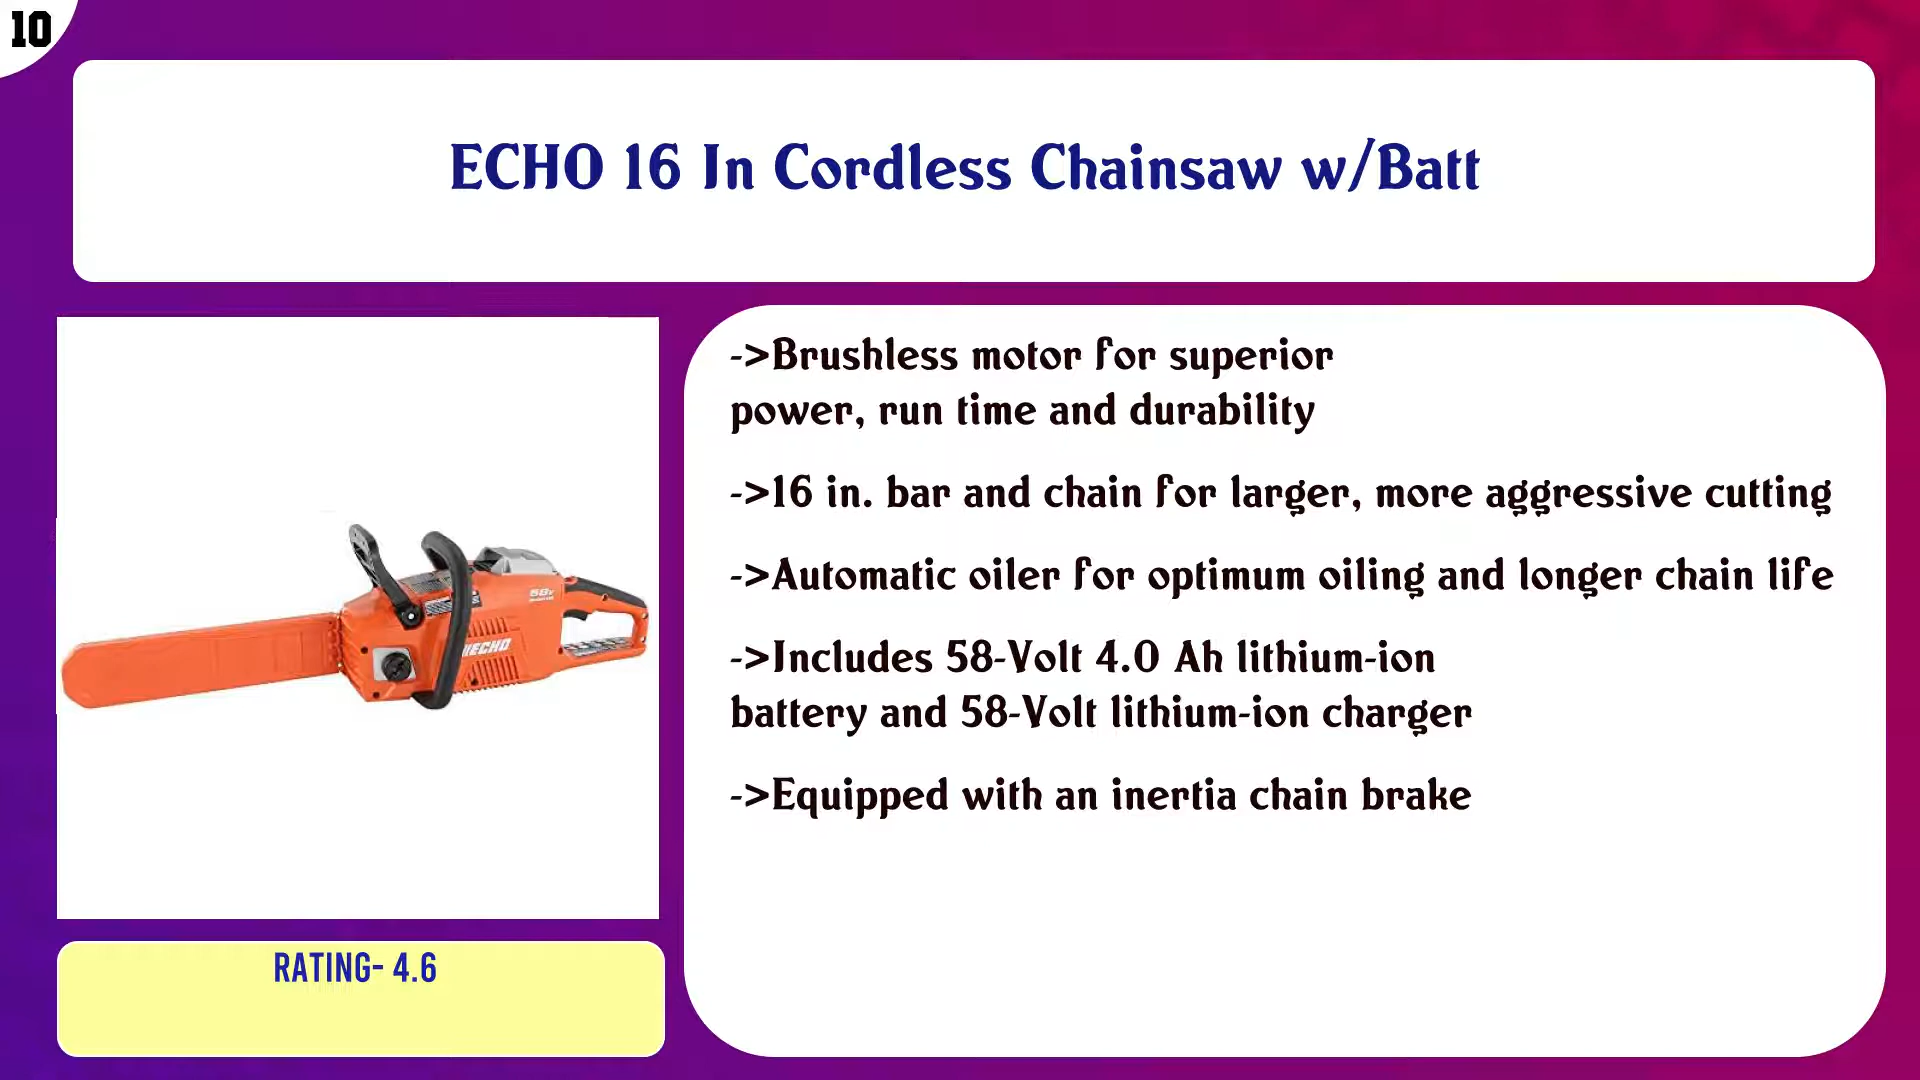 10
ECHO 16 In Cordless Chainsaw w/Batt
->Brushless motor for superior
power, run time and durability
->16 in. bar and chain for larger, more aggressive cutting
->Automatic oiler for optimum oiling and longer chain life
->Includes 58-Volt 4.0 Ah lithium-ion
battery and 58-Volt lithium-ion charger
->Equipped with an inertia chain brake
58V
ECHO
RATING- 4.6